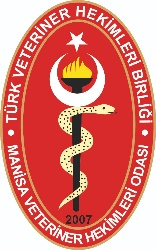 TÜRK VETERİNER HEKİMLERİ BİRLİĞİ
2007
MANİSA VETERİNER HEKİMLERİ ODASI